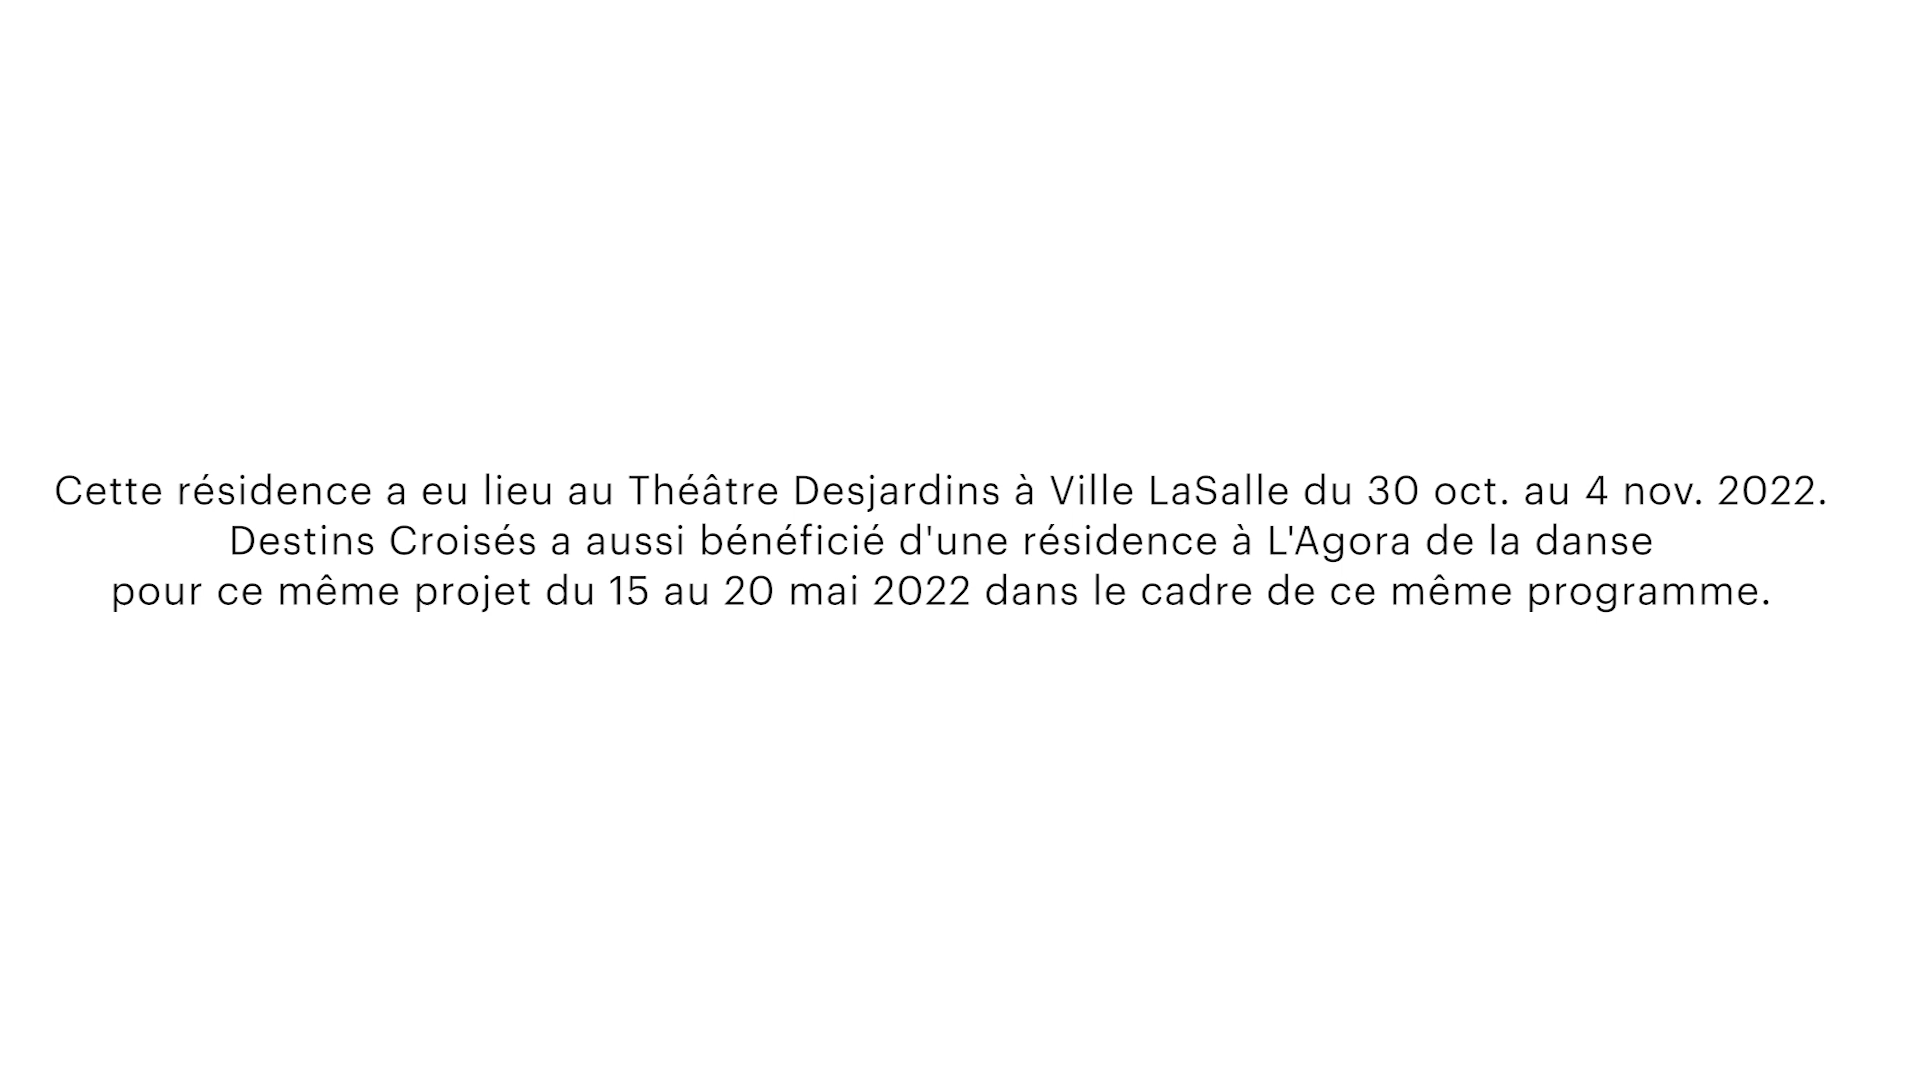 Cette résidence a eu lieu au Théâtre Desjardins à Ville LaSalle du 30 oct. au 4 nov. 2022.
Destins Croisés a aussi bénéficié d'une résidence à L'Agora de la danse
pour ce même projet du 15 au 20 mai 2022 dans le cadre de ce même programme.